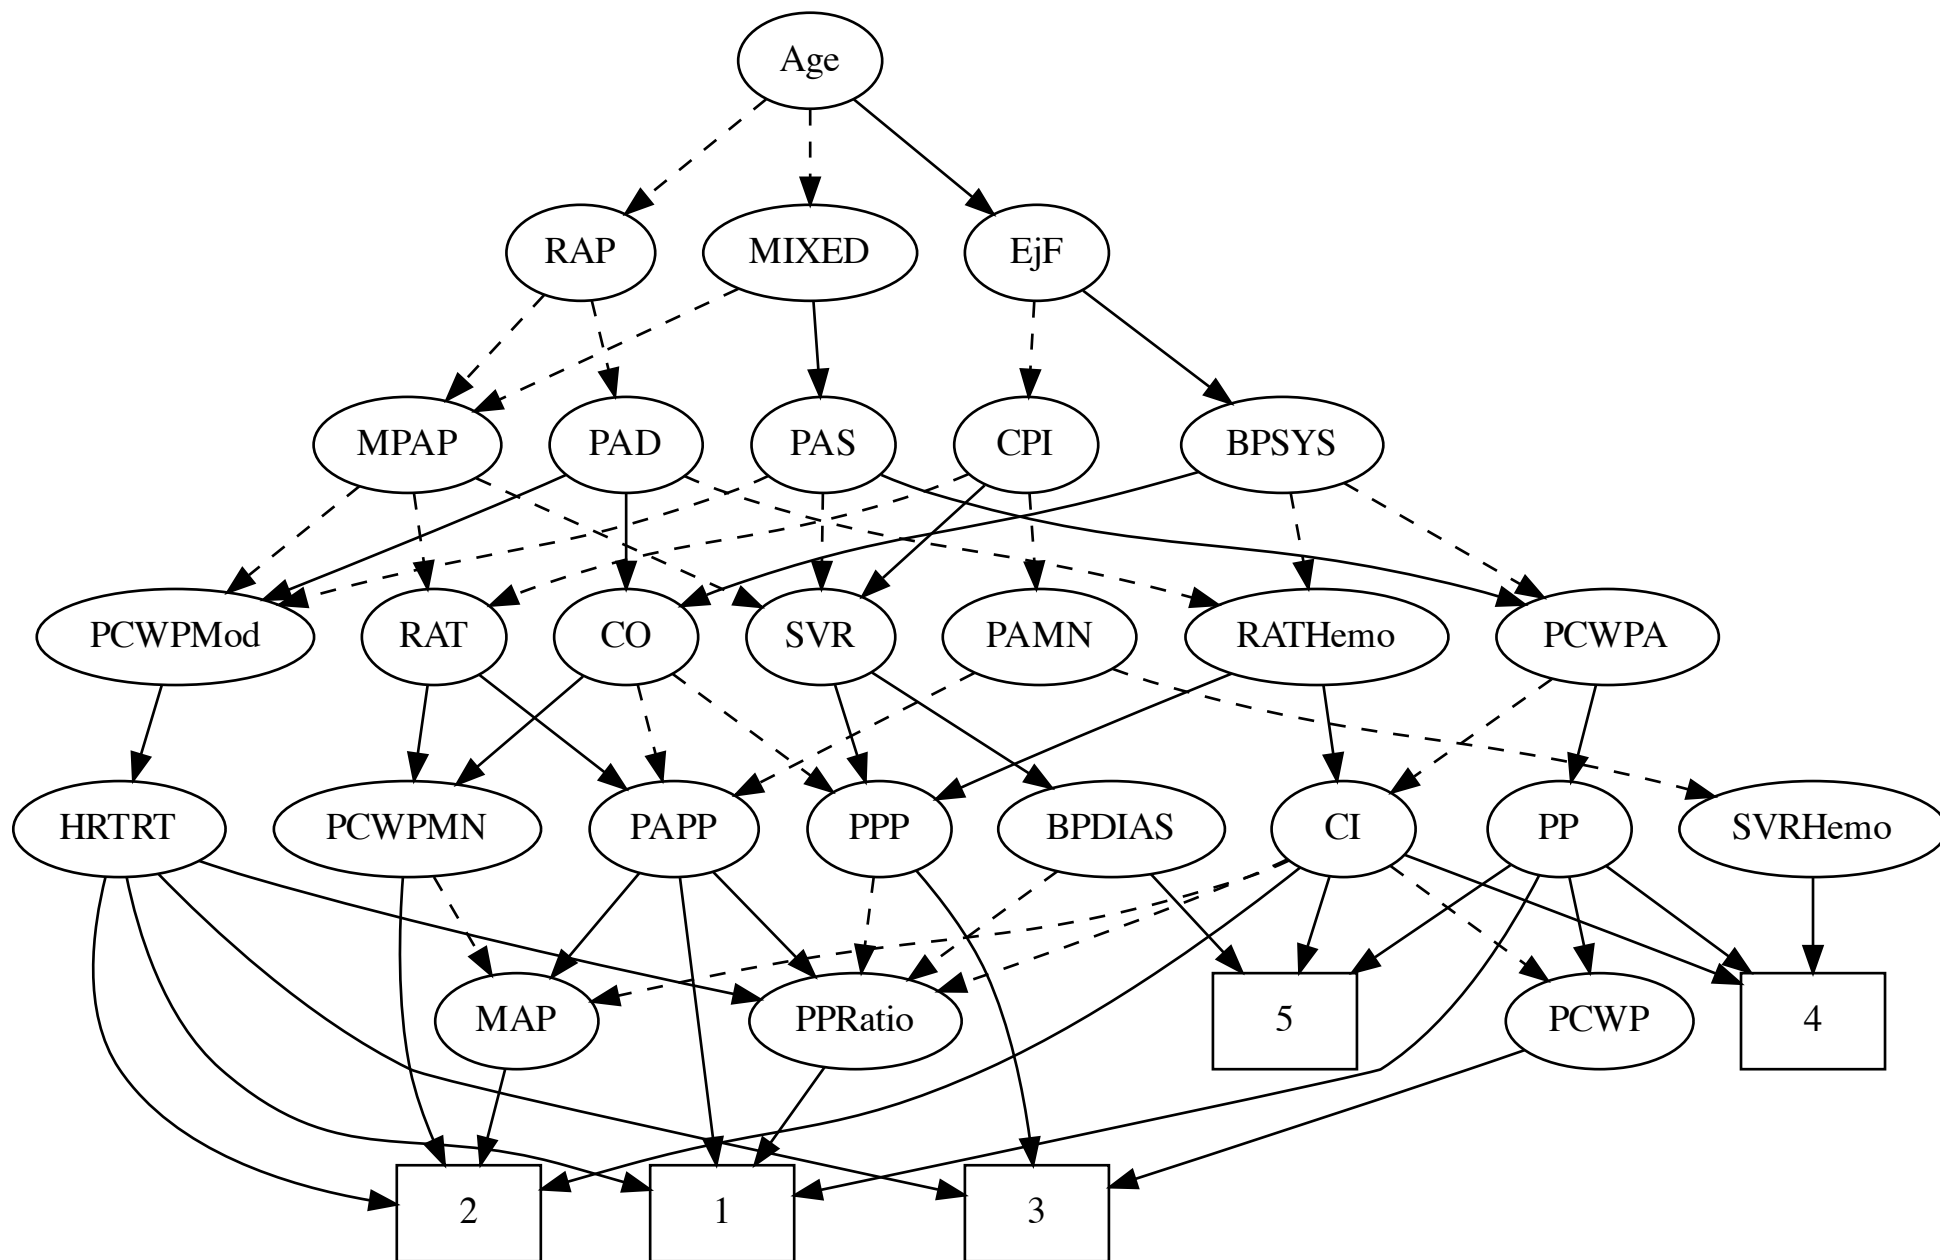 Age
RAP
MIXED
EjF
MPAP
PAD
PAS
CPI
BPSYS
PCWPMod
RAT
CO
SVR
PAMN
RATHemo
PCWPA
HRTRT
PCWPMN
PAPP
PPP
BPDIAS
CI
PP
SVRHemo
MAP
PPRatio
5
PCWP
4
2
1
3